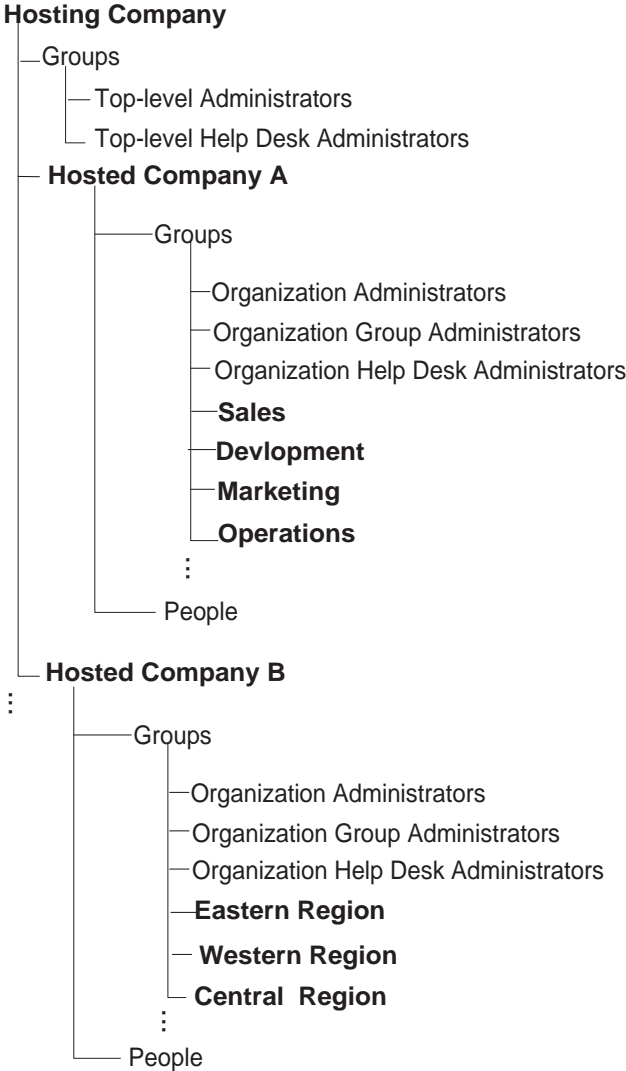 Hosting Company
Groups
Top-level Administrators
Top-level Help Desk Administrators
Hosted Company A
Groups
Organization Administrators
Organization Group Administrators
Organization Help Desk Administrators
Sales
Devlopment
Marketing
Operations
...
People
Hosted Company B
...
Groups
Organization Administrators
Organization Group Administrators
Organization Help Desk Administrators
Eastern Region
Western Region
Central Region
...
People